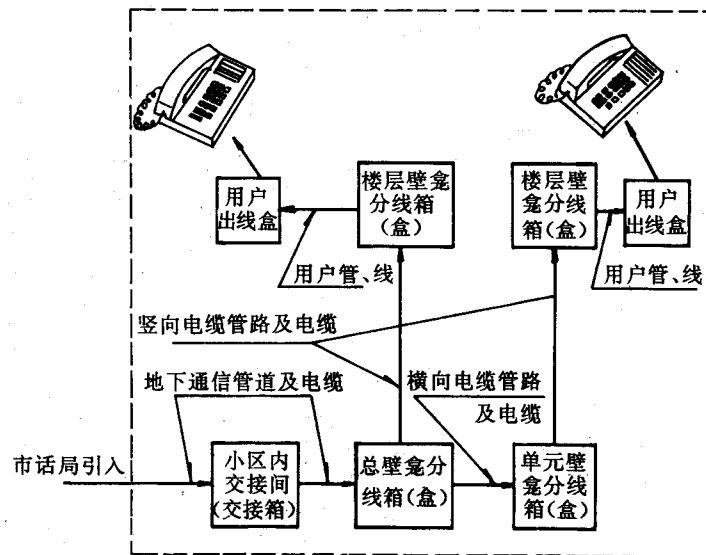 楼层壁龛
分线箱
(盒)
用户
出线盒
楼层壁
龛分线
箱(盒)
用户
出线盒
用户管、线
用户管、线
竖向电缆管路及电缆
地下通信管道及电缆
横向电缆管路
及电缆
市话局引入
小区内
交接间
(交接箱)
总壁龛分
线箱(盒)
单元壁
龛分线
箱(盒)